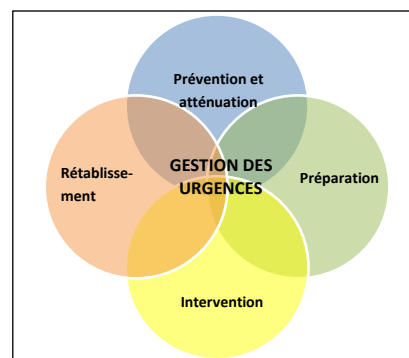 Prévention et
atténuation
Rétablisse-
ment
GESTION DES
URGENCES
Préparation
Intervention